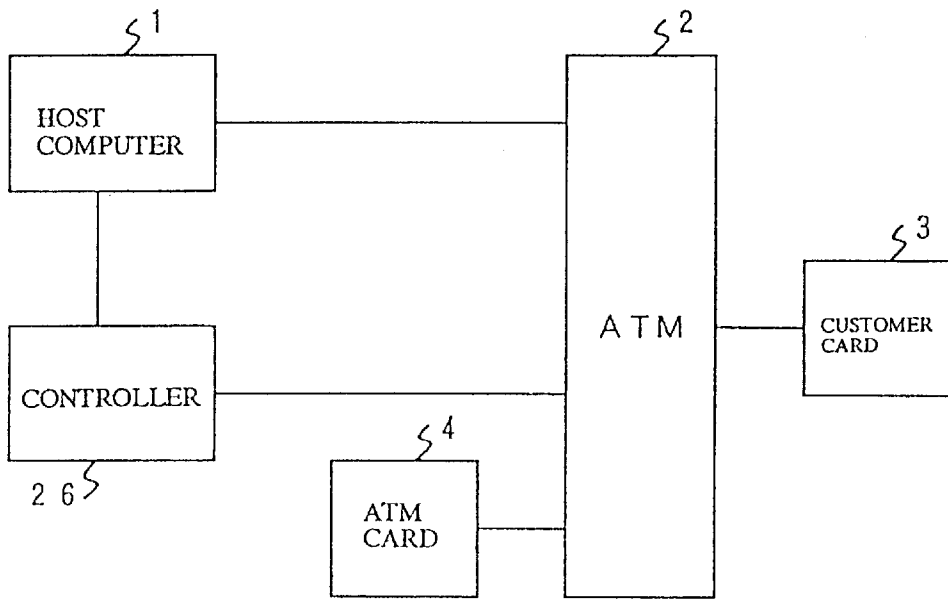 1
2
HOST
COMPUTER
3
ATM
CUSTOMER
CARD
CONTROLLER
4
26
ATM
CARD